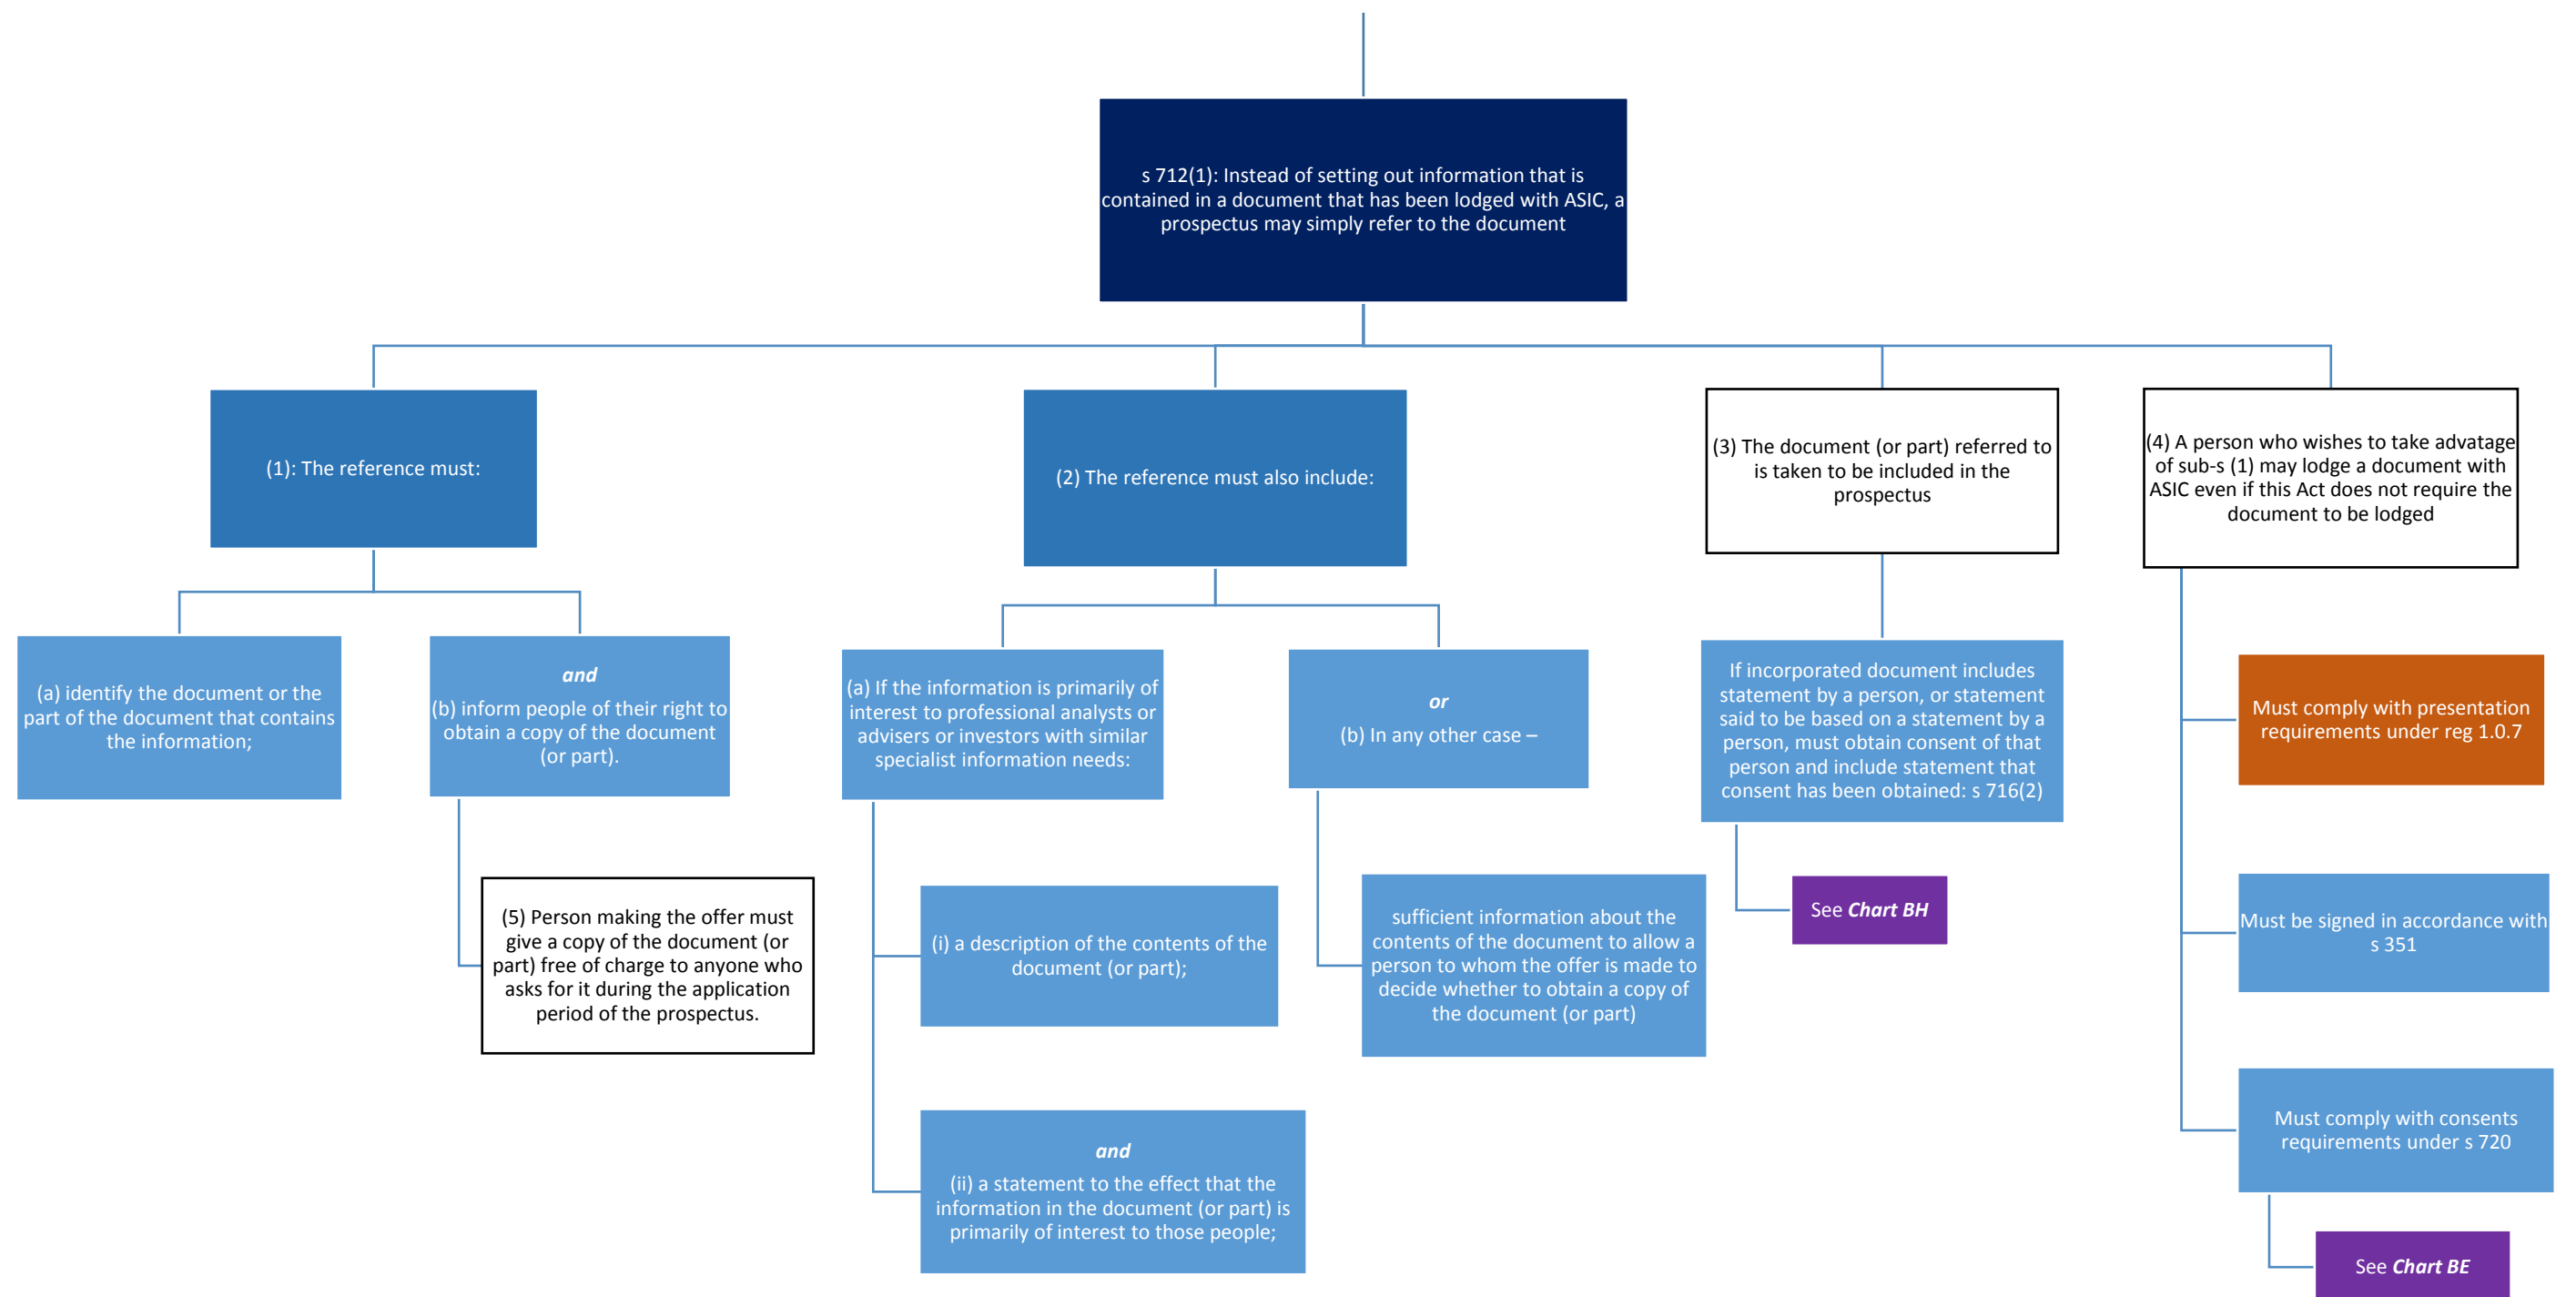 s 712(1): Instead of setting out information that is
contained in a document that has been lodged with ASIC, a
prospectus may simply refer to the document
(1): The reference must:
(a) identify the document or the
part of the document that contains
the information;
and
(b) inform people of their right to
obtain a copy of the document
(or part).
(5) Person making the offer must
give a copy of the document (or
part) free of charge to anyone who
asks for it during the application
period of the prospectus.
(2) The reference must also include:
(a) If the information is primarily of
interest to professional analysts or
advisers or investors with similar
specialist information needs:
(i) a description of the contents of the
document (or part);
and
(ii) a statement to the effect that the
information in the document (or part) is
primarily of interest to those people;
or
(b) In any other case –
sufficient information about the
contents of the document to allow a
person to whom the offer is made to
decide whether to obtain a copy of
the document (or part)
(3) The document (or part) referred to
is taken to be included in the
prospectus
If incorporated document includes
statement by a person, or statement
said to be based on a statement by a
person, must obtain consent of that
person and include statement that
consent has been obtained: s 716(2)
See Chart BH
(4) A person who wishes to take advatage
of sub-s (1) may lodge a document with
ASIC even if this Act does not require the
document to be lodged
Must comply with presentation
requirements under reg 1.0.7
Must be signed in accordance with
s 351
Must comply with consents
requirements under s 720
See Chart BE